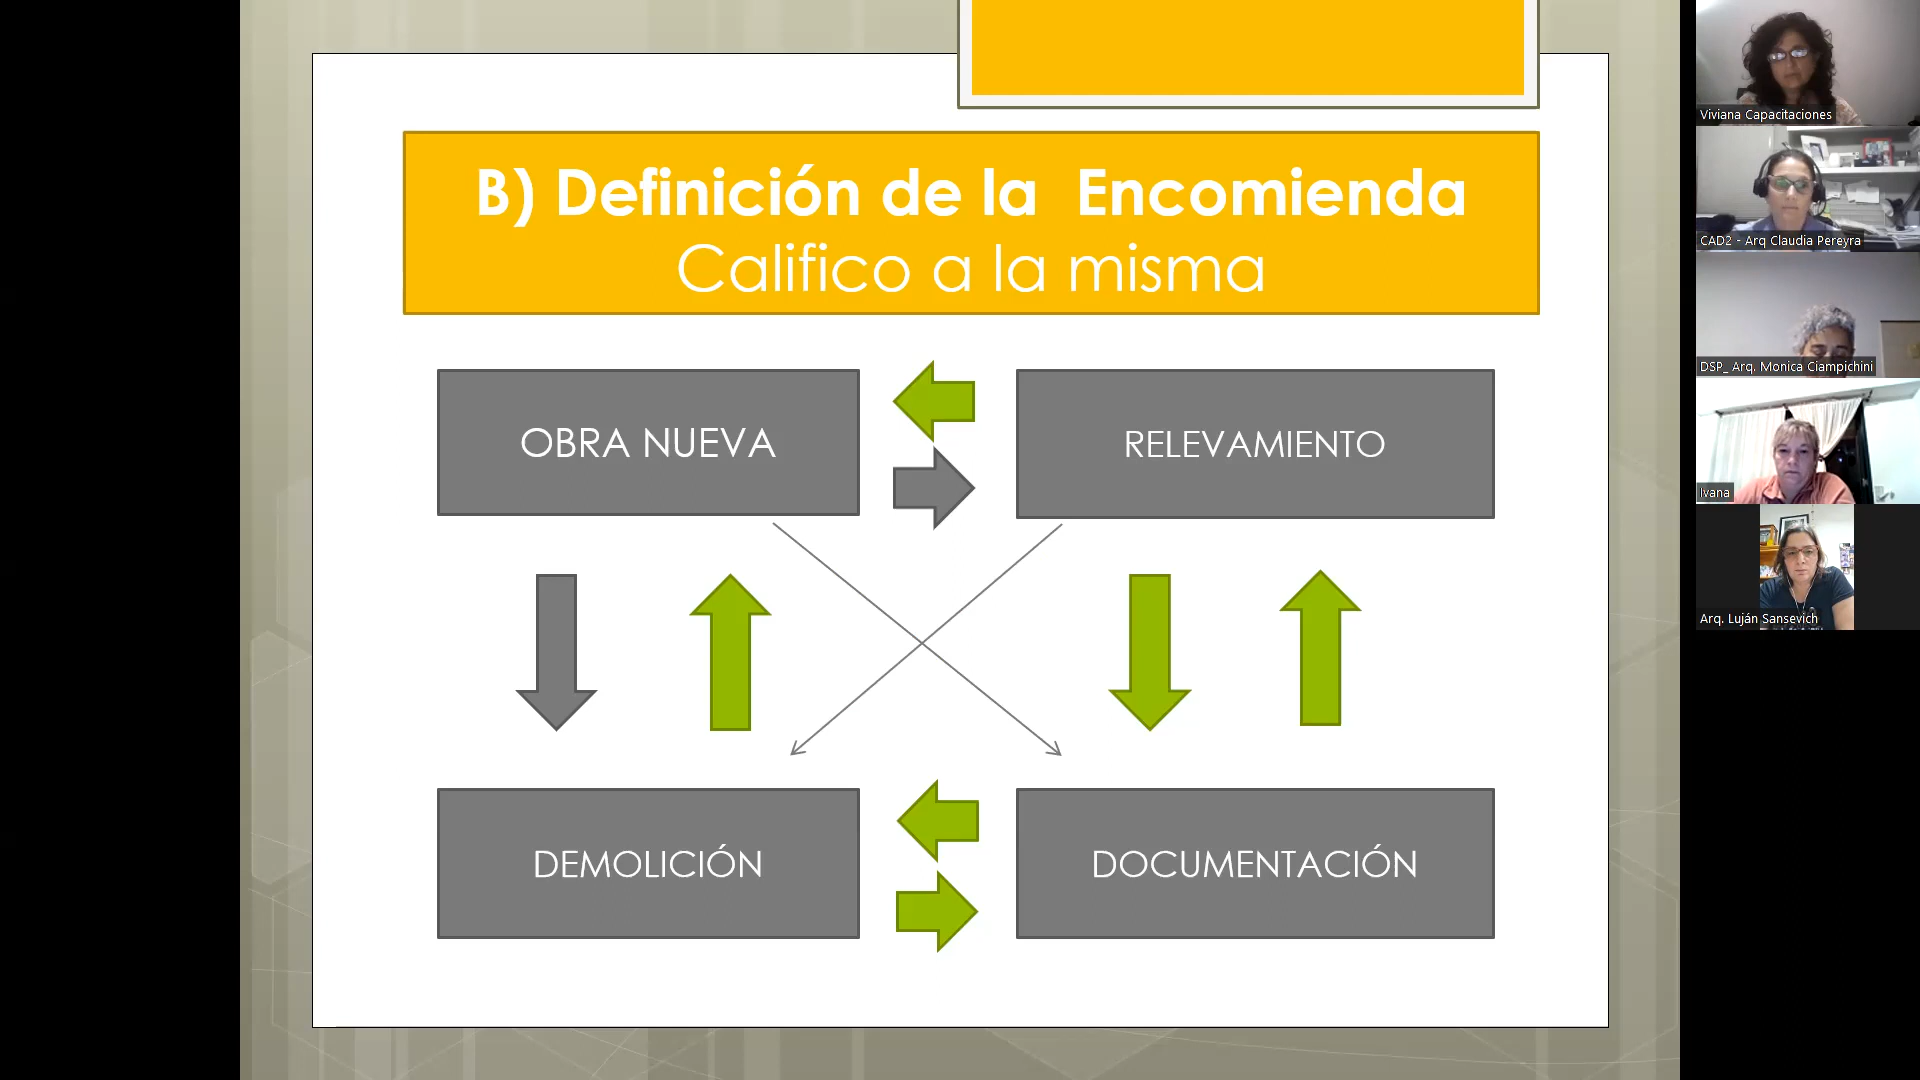 B) Definición de la  Encomienda
Califico a la misma
OBRA NUEVA
RELEVAMIENTO
DEMOLICIÓN
DOCUMENTACIÓN
Viviana Capacitaciones
CAD2 - Arq Claudia Pereyra
DSP_ Arq. Monica Ciampichini
Ivana
Arq. Luján Sansevich